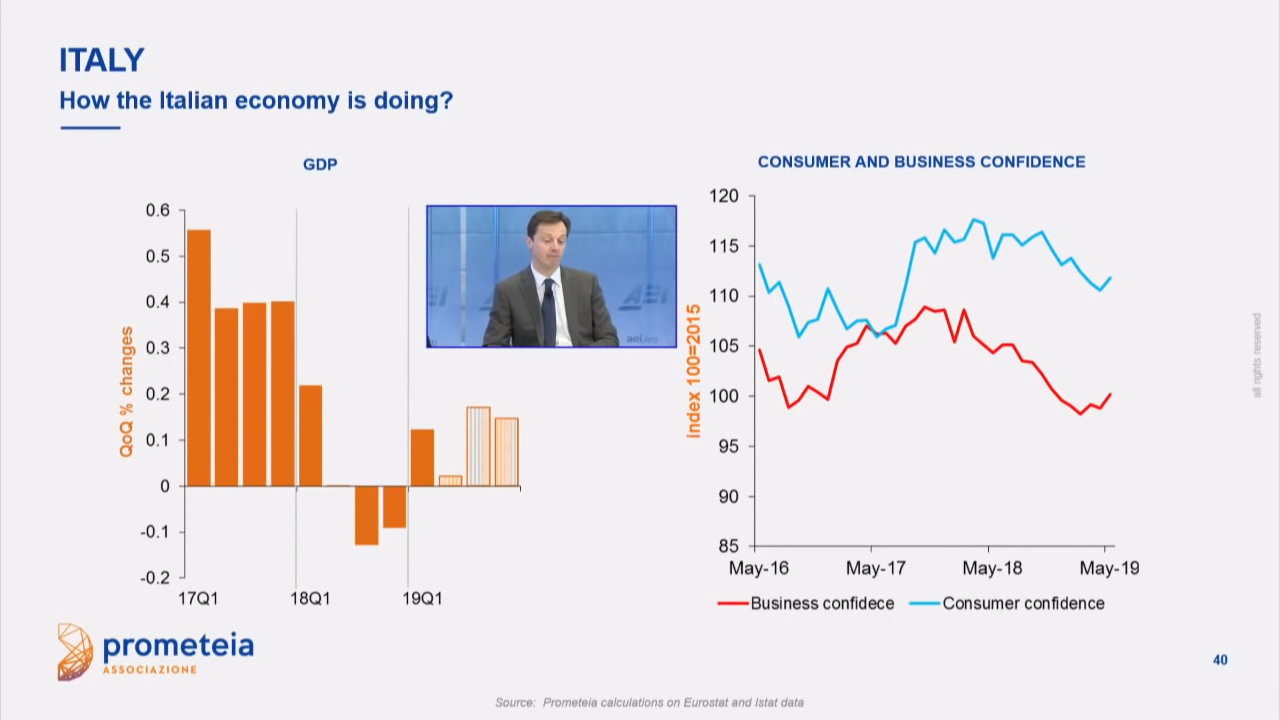 ITALY
How the Italian economy is doing?
GDP
0.6
0.5
0.4
0.3
0.2
0.1
0
-0.1
-0.2
QoQ % changes
17Q1
18Q1
19Q1
AEI
aei.org
CONSUMER AND BUSINESS CONFIDENCE
120
115
110
105
100
95
90
85
index 100=2015
May-16
May-17
May-18
May-19
Business confidece
Consumer confidence
all rights reserved
prometeia
ASSOCIAZIONE
40
Source: Prometeia calculations on Eurostat and Istat data